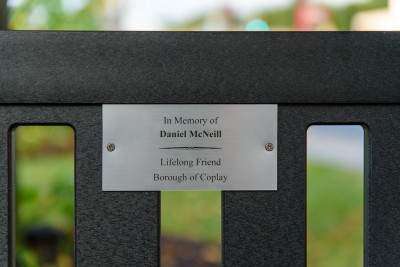 In Memory of
Daniel McNeill
Lifelong Friend
Borough of Coplay